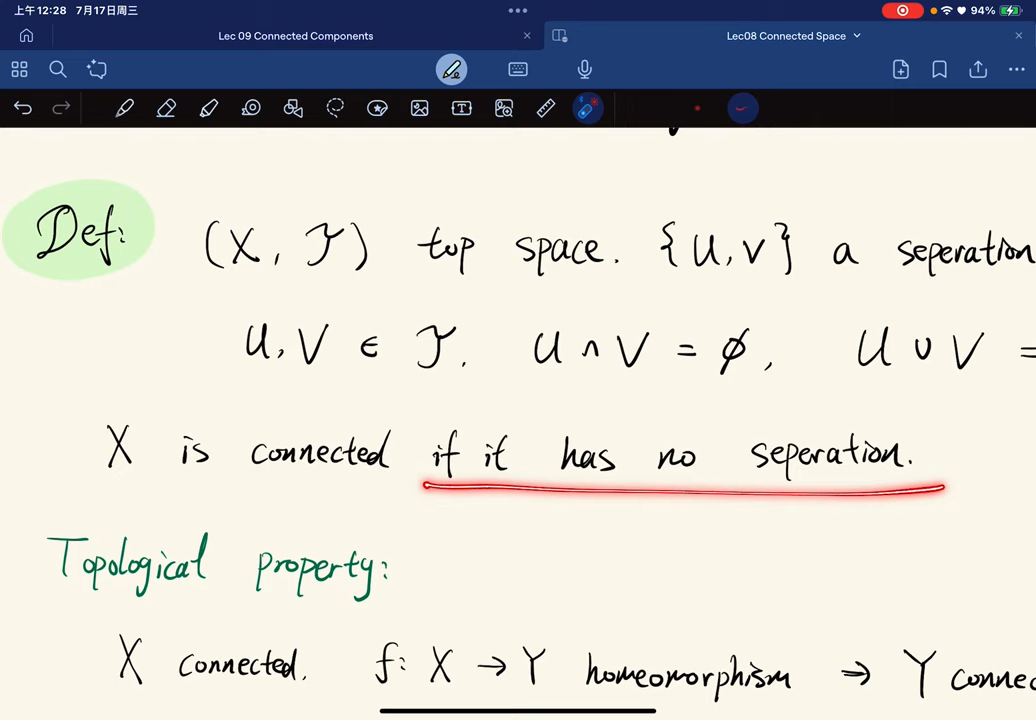 上午12:28 7月17日周三
94%
Lec 09 Connected Components
Lec08 Connected Space
Def: (X, 𝒯) top space. {U, V} a seperation
U, V ∈ 𝒯. U ∩ V = ∅, U ∪ V =
X is connected if it has no seperation.
Topological property:
X connected. f: X → Y homeomorphism ⇒ Y conne